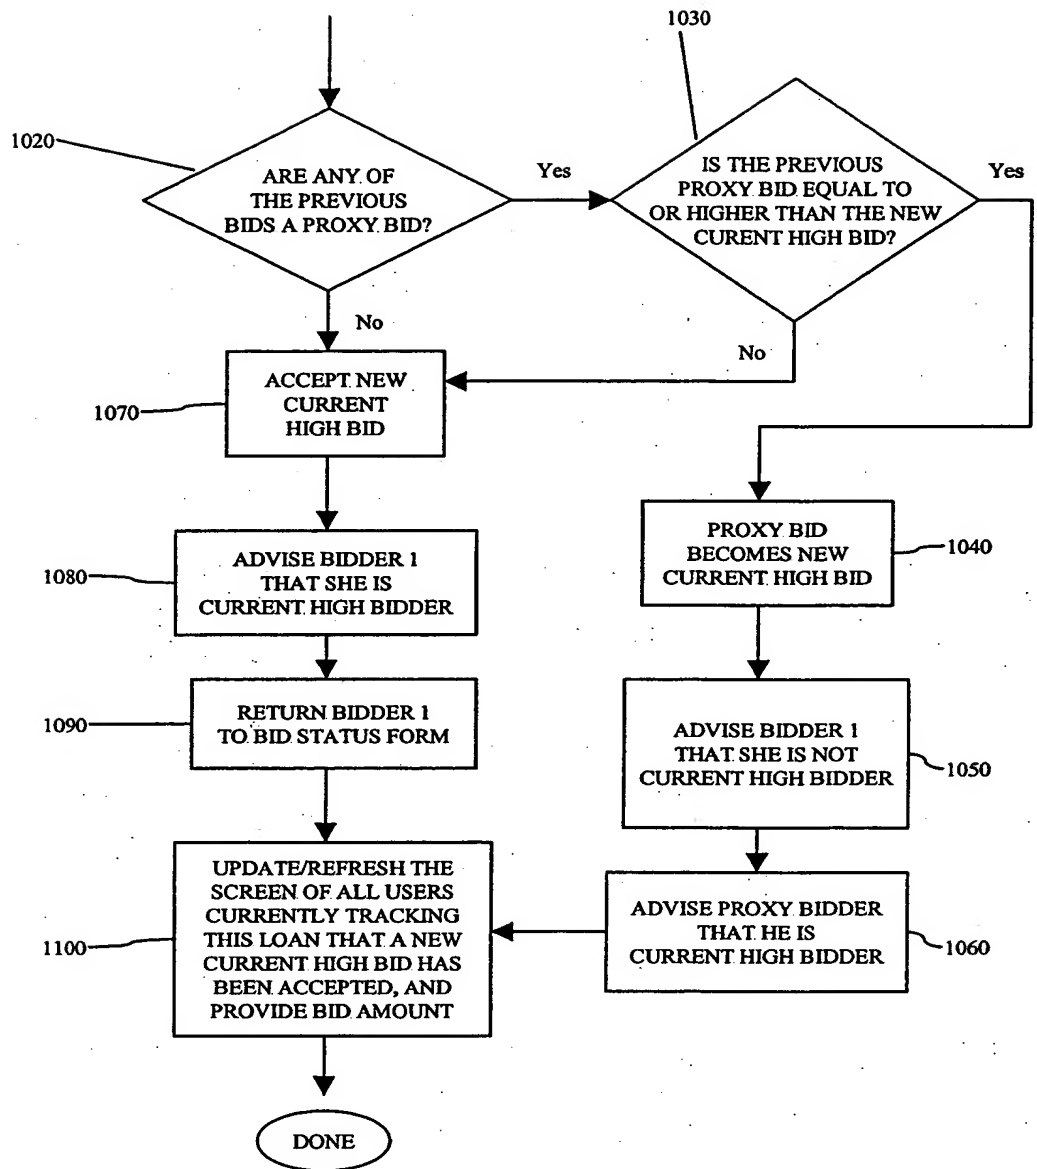 1030
1020
ARE ANY OF
THE PREVIOUS
BIDS A PROXY BID?
Yes
IS THE PREVIOUS
PROXY BID EQUAL TO
OR HIGHER THAN THE NEW
CURENT HIGH BID?
Yes
No
No
ACCEPT NEW
CURRENT
HIGH BID
1070
PROXY BID
BECOMES NEW
CURRENT HIGH BID
1040
1080
ADVISE BIDDER 1
THAT SHE IS
CURRENT HIGH BIDDER
1090
RETURN BIDDER 1
TO BID STATUS FORM
ADVISE BIDDER 1
THAT SHE IS NOT
CURRENT HIGH BIDDER
1050
UPDATE/REFRESH THE
SCREEN OF ALL USERS
CURRENTLY TRACKING
THIS LOAN THAT A NEW
CURRENT HIGH BID HAS
BEEN ACCEPTED, AND
PROVIDE BID AMOUNT
1100
ADVISE PROXY BIDDER
THAT HE IS
CURRENT HIGH BIDDER
1060
DONE